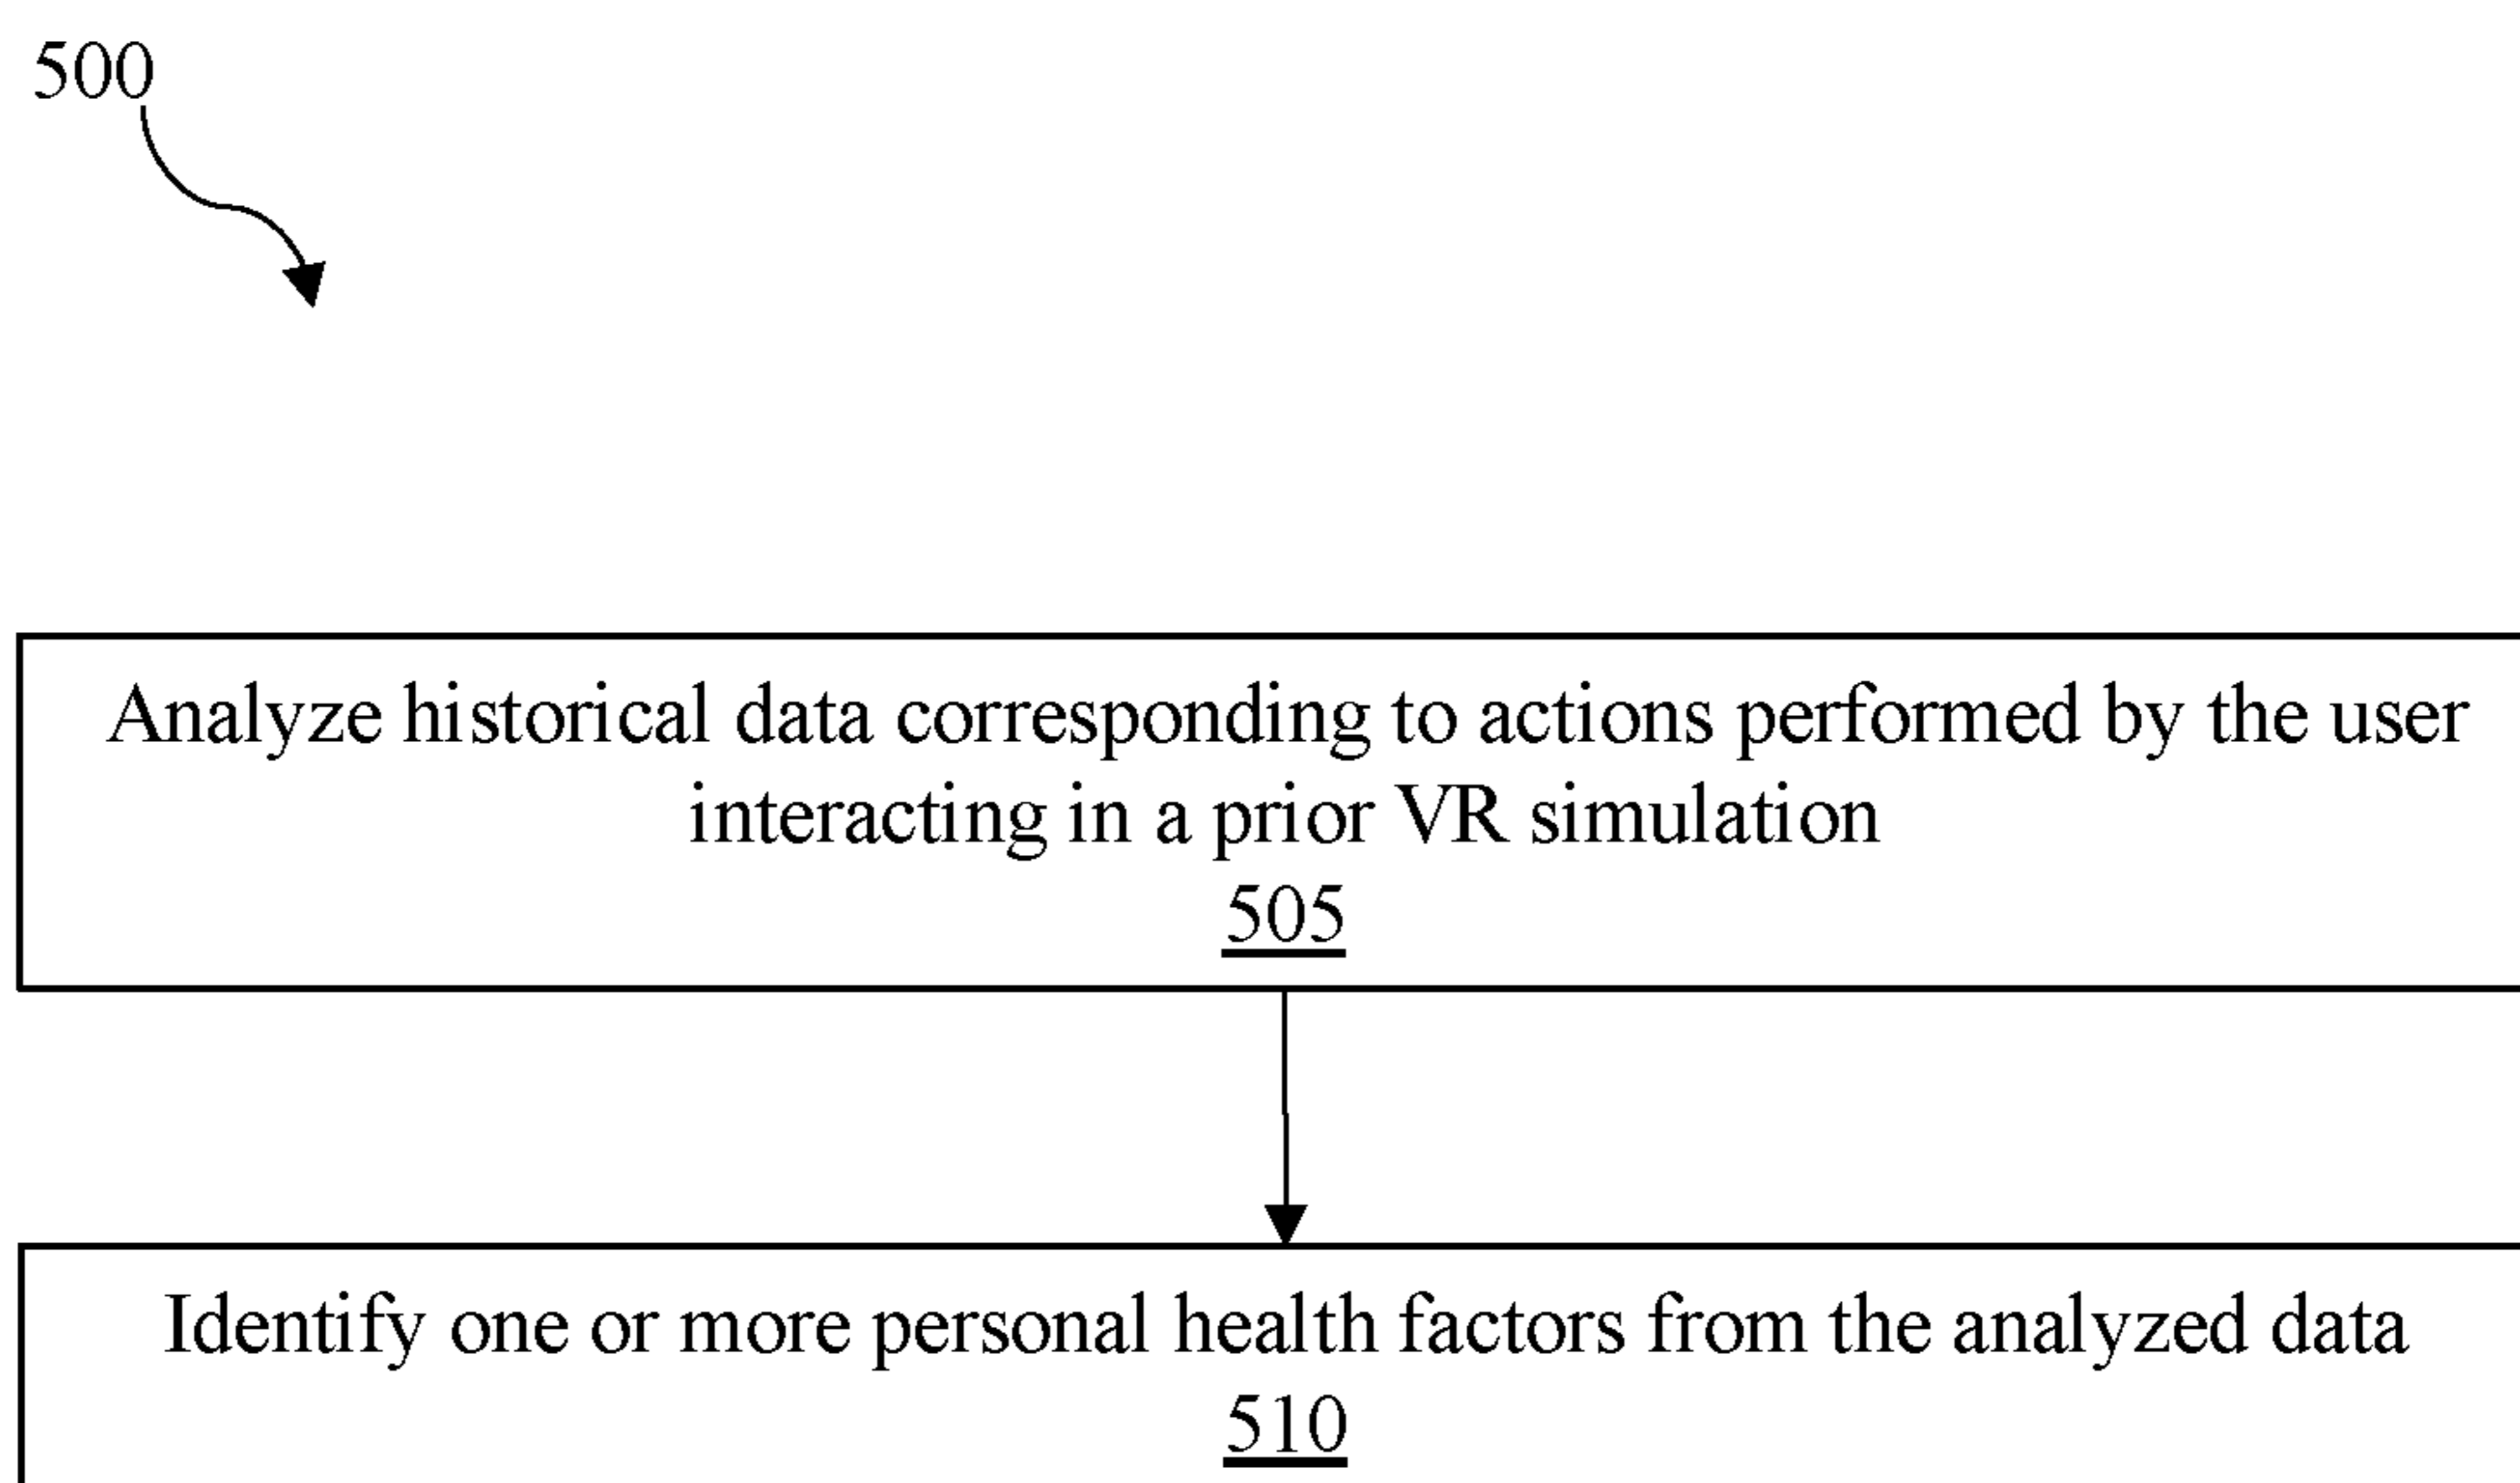 500
Analyze historical data corresponding to actions performed by the user
interacting in a prior VR simulation
505
Identify one or more personal health factors from the analyzed data
510